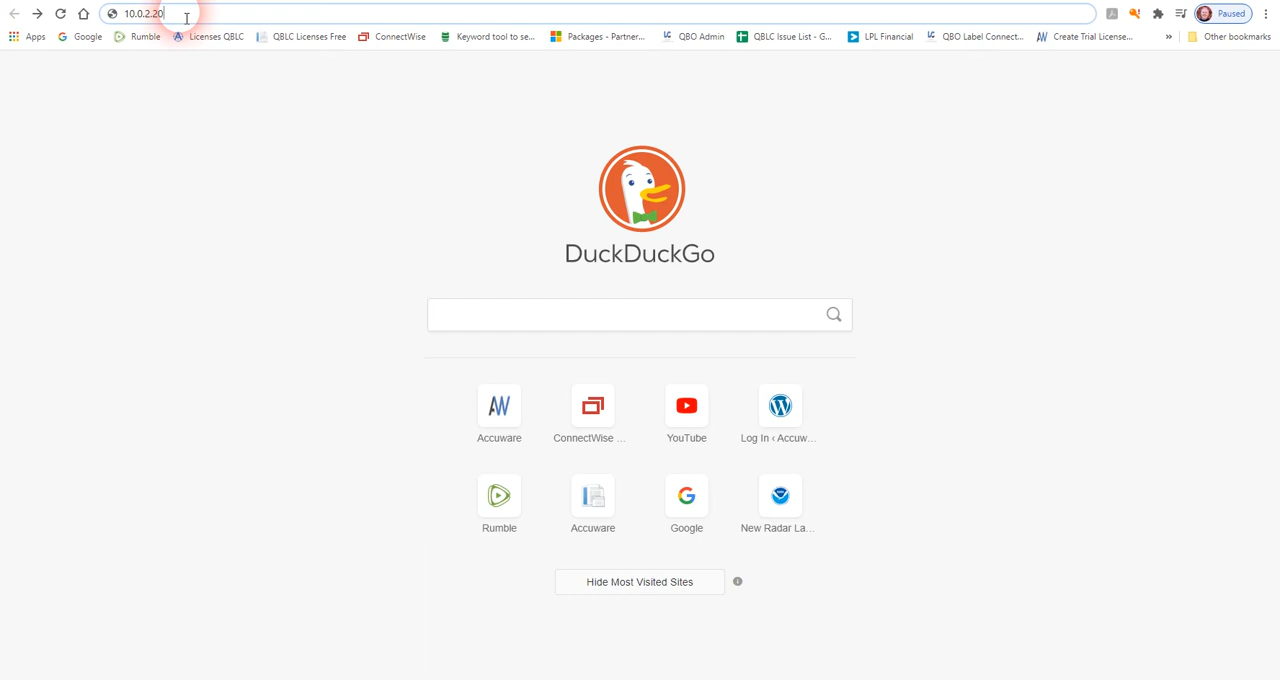 10.0.2.20
Paused
Apps Google Rumble Licenses QBLC QBLC Licenses Free ConnectWise Keyword tool to se... Packages - Partner... QBO Admin QBLC Issue List - G... LPL Financial QBO Label Connect... Create Trial License... » Other bookmarks
DuckDuckGo
AW
Accuware ConnectWise ... YouTube Log In ‹ Accuw...
Rumble Accuware Google New Radar La...
Hide Most Visited Sites